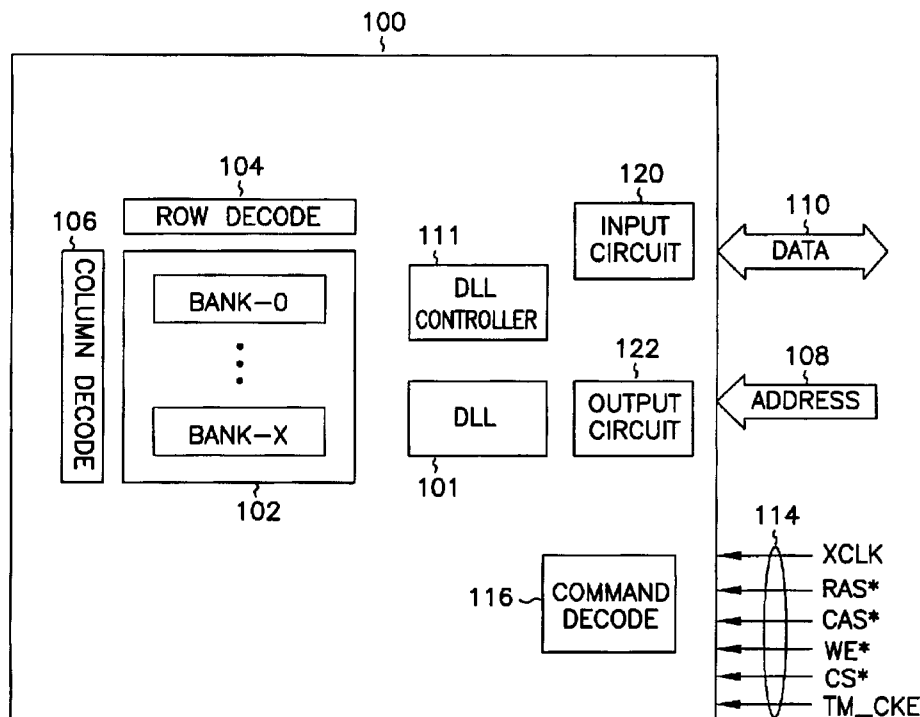 100
104
ROW DECODE
106
COLUMN DECODE
BANK-0
BANK-X
102
111
DLL
CONTROLLER
DLL
101
120
INPUT
CIRCUIT
122
OUTPUT
CIRCUIT
110
DATA
108
ADDRESS
116
COMMAND
DECODE
114
XCLK
RAS*
CAS*
WE*
CS*
TM_CKE